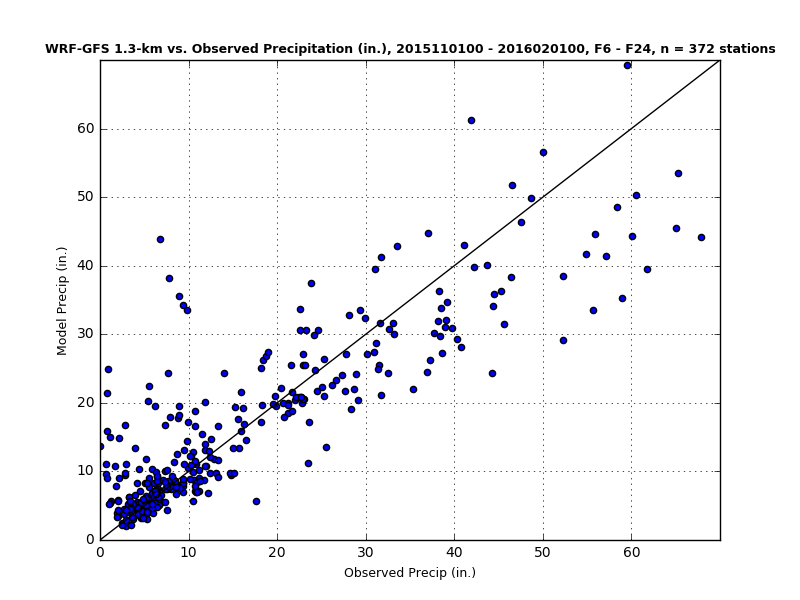 WRF-GFS 1.3-km vs. Observed Precipitation (in.), 2015110100 - 2016020100, F6 - F24, n = 372 stations
60
50
40
30
20
10
0
Model Precip (in.)
0 10 20 30 40 50 60
Observed Precip (in.)